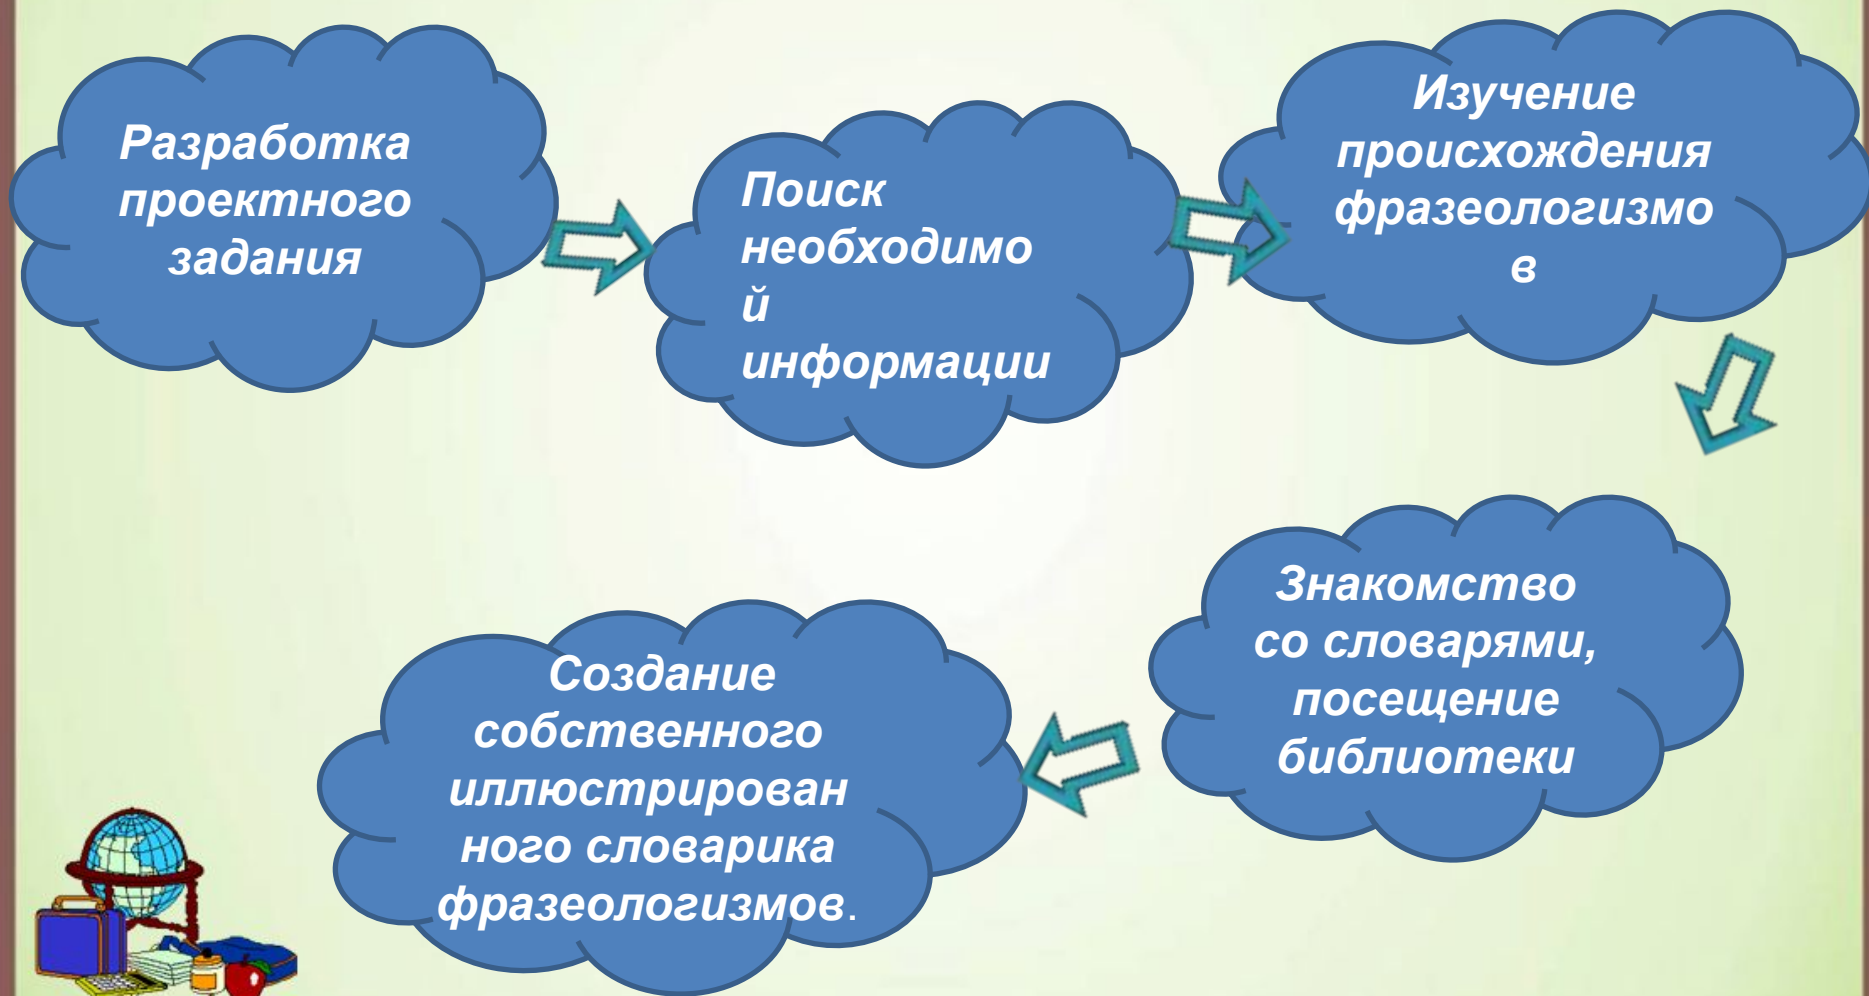 Разработка
проектного
задания
Поиск
необходимо
й
информации
Изучение
происхождения
фразеологизмо
в
Знакомство
со словарями,
посещение
библиотеки
Создание
собственного
иллюстрирован
ного словарика
фразеологизмов.